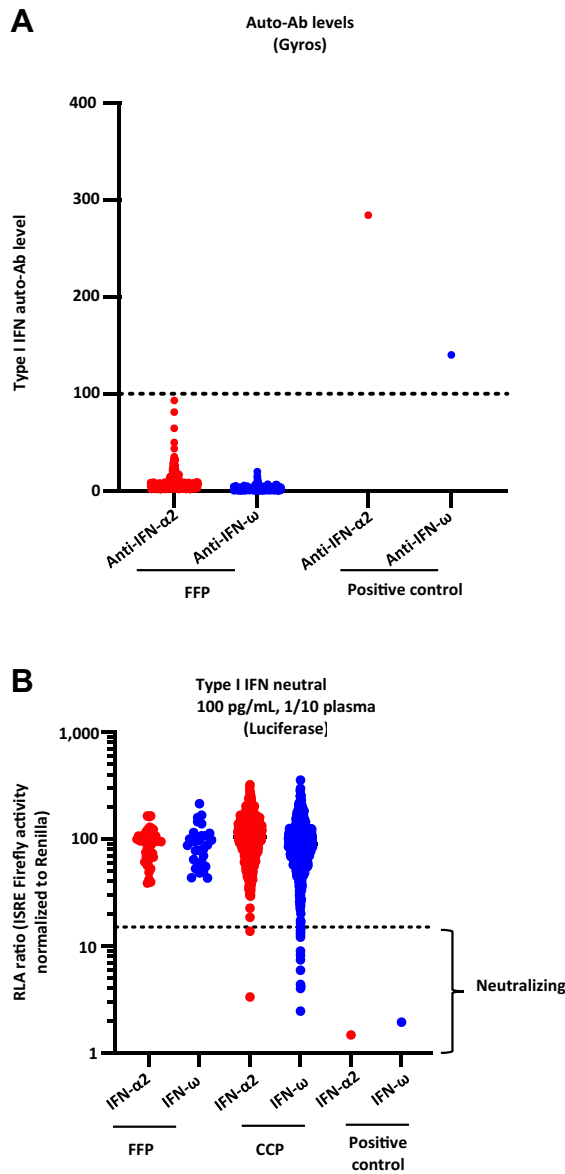 A
Auto-Ab levels
(Gyros)
Type I IFN auto-Ab level
400
300
200
100
0
Anti-IFN-α2
Anti-IFN-ω
Anti-IFN-α2
Anti-IFN-ω
FFP
Positive control
B
Type I IFN neutral
100 pg/mL, 1/10 plasma
(Luciferase)
RLA ratio (ISRE Firefly activity
normalized to Renilla)
1,000
100
10
1
Neutralizing
IFN-α2
IFN-ω
IFN-α2
IFN-ω
IFN-α2
IFN-ω
FFP
CCP
Positive
control